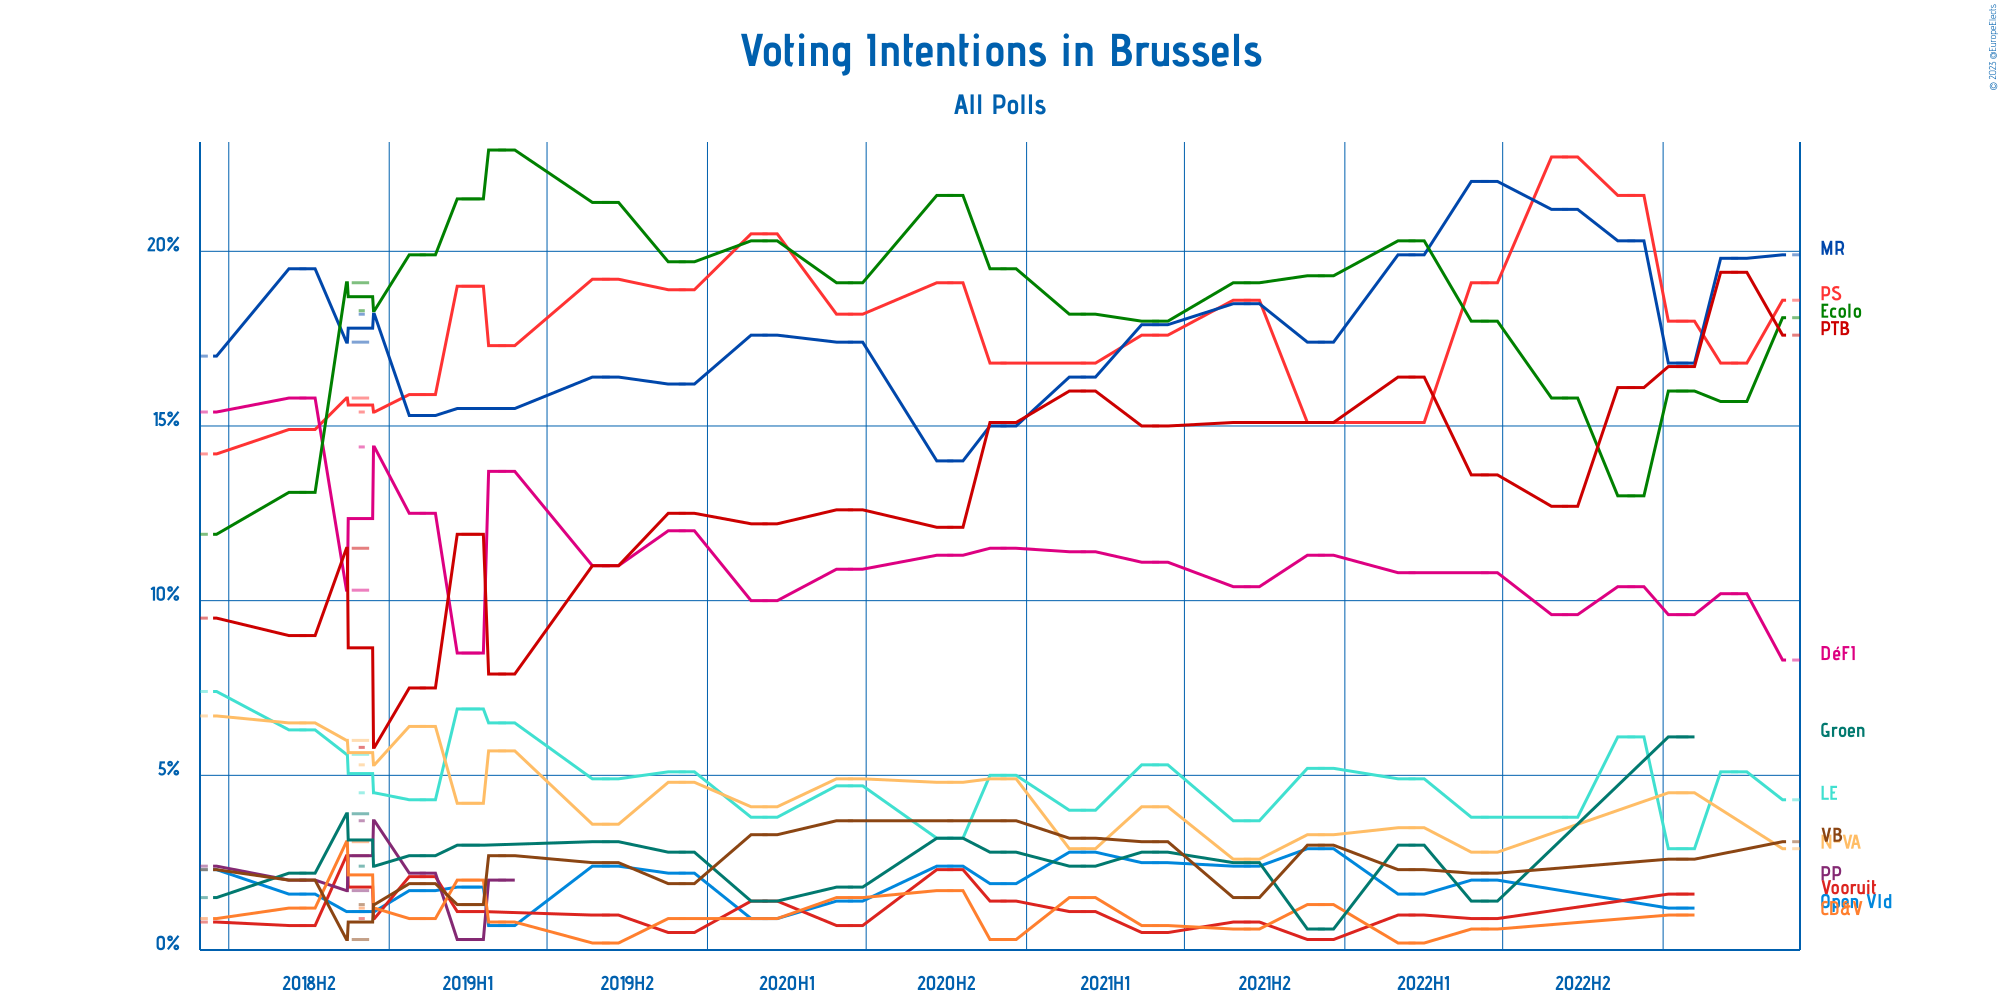 Voting Intentions in Brussels
All Polls
© 2023 @EuropeElects
20%
15%
10%
5%
0%
MR
PS
Ecolo
PTB
DéFI
Groen
LE
VB
N-VA
PP
Vooruit
Open Vld
CD&V
2018H2
2019H1
2019H2
2020H1
2020H2
2021H1
2021H2
2022H1
2022H2